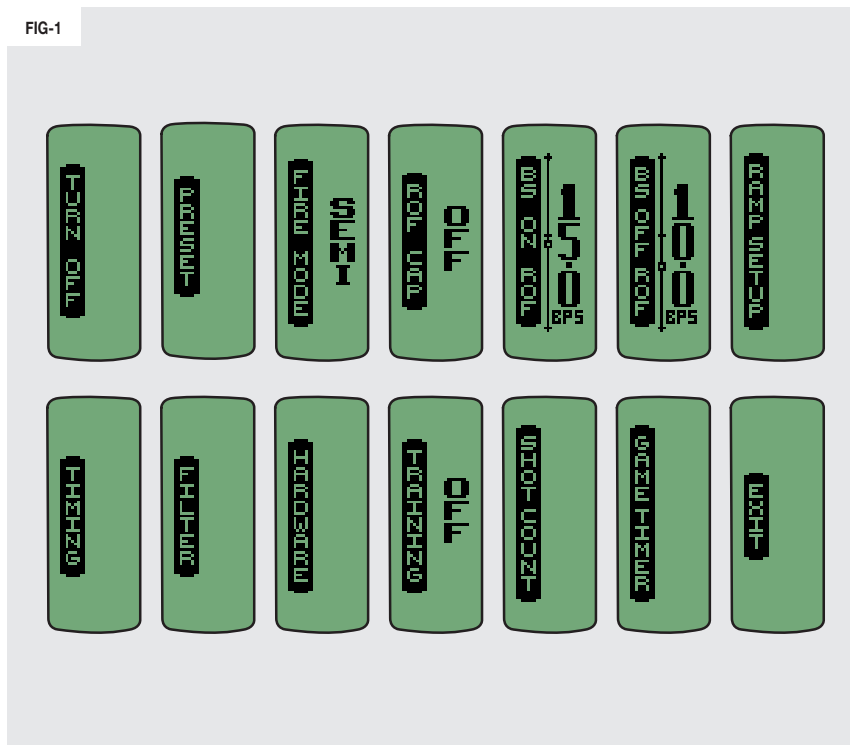 FIG-1
TURN OFF
PRESET
FIRE MODE
SEMI
ROF CAP
OFF
BS ON ROF
15.0
BPS
BS OFF ROF
10.0
BPS
RAMP SETUP
TIMING
FILTER
HARDWARE
TRAINING
OFF
SHOT COUNT
GAME TIMER
EXIT